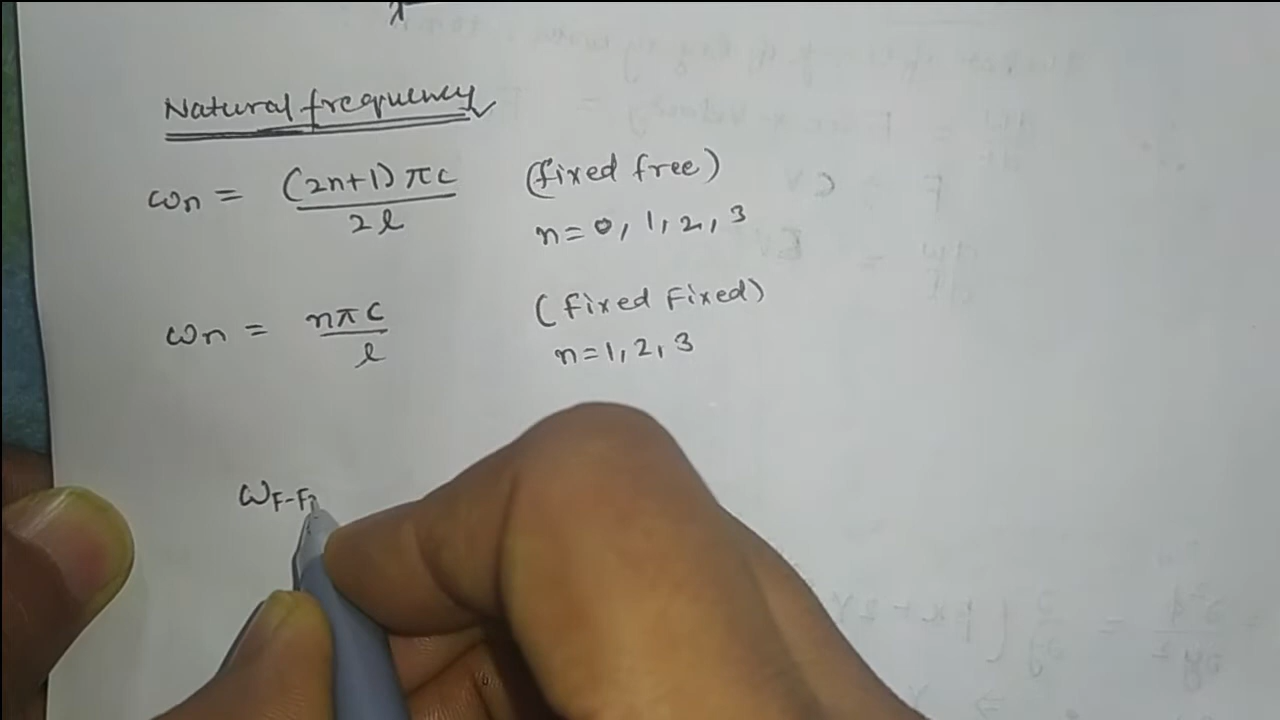 Natural frequency
ωn = (2n+1)πc / 2l (fixed free)
n=0, 1, 2, 3
ωn = nπc / l (fixed Fixed)
n=1, 2, 3
ωF-F